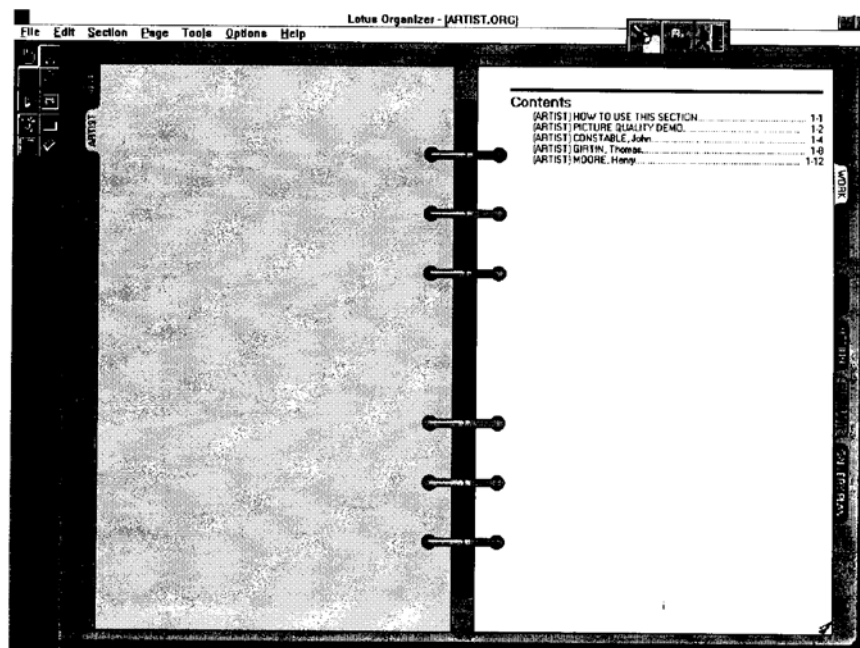 Lotus Organizer - [ARTIST.ORG]
File Edit Section Page Tools Options Help
ARTIST
Contents
(ARTIST) HOW TO USE THIS SECTION 1-1
(ARTIST) PICTURE QUALITY DEMO 1-2
(ARTIST) CONSTABLE, John 1-4
(ARTIST) GIRTIN, Thomas 1-8
(ARTIST) MOORE, Henry 1-12
WORK
i